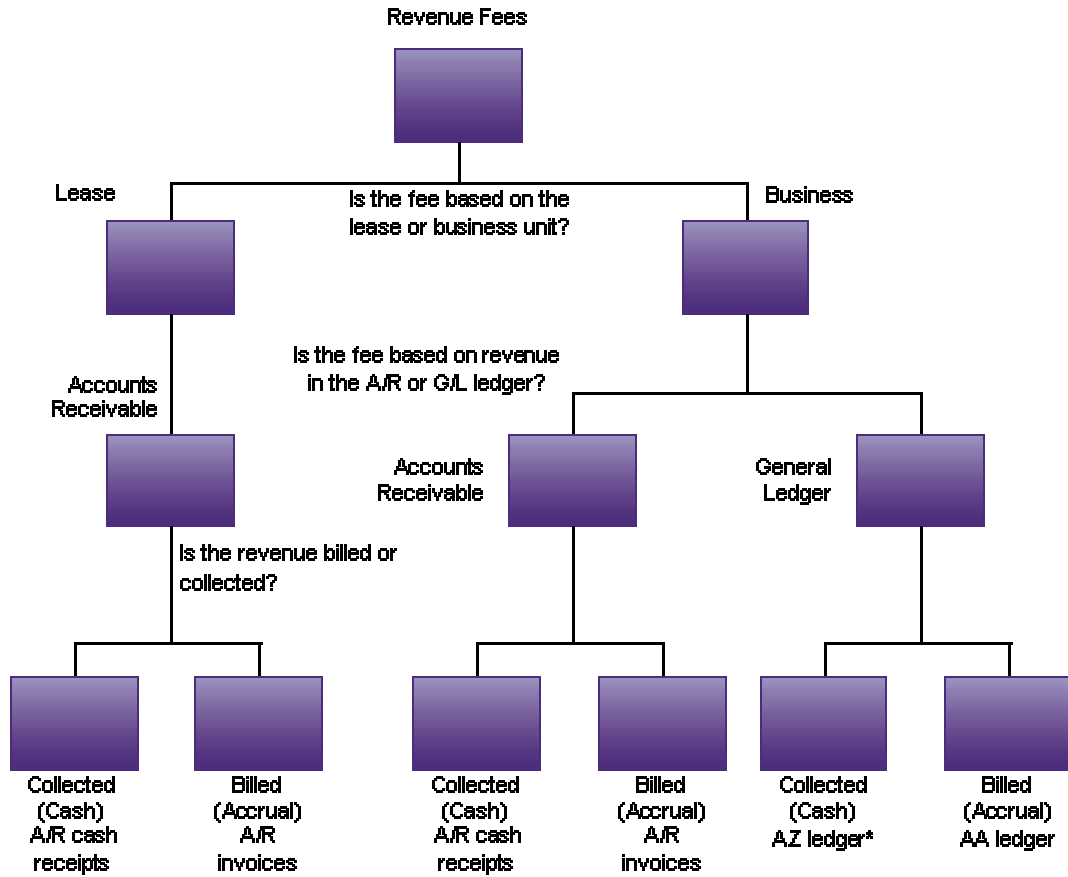 Revenue Fees
Lease
Is the fee based on the
lease or business unit?
Business
Is the fee based on revenue
in the A/R or G/L ledger?
Accounts
Receivable
Accounts
Receivable
General
Ledger
Is the revenue billed or
collected?
Collected
(Cash)
A/R cash
receipts
Billed
(Accrual)
A/R
invoices
Collected
(Cash)
A/R cash
receipts
Billed
(Accrual)
A/R
invoices
Collected
(Cash)
AZ ledger*
Billed
(Accrual)
AA ledger